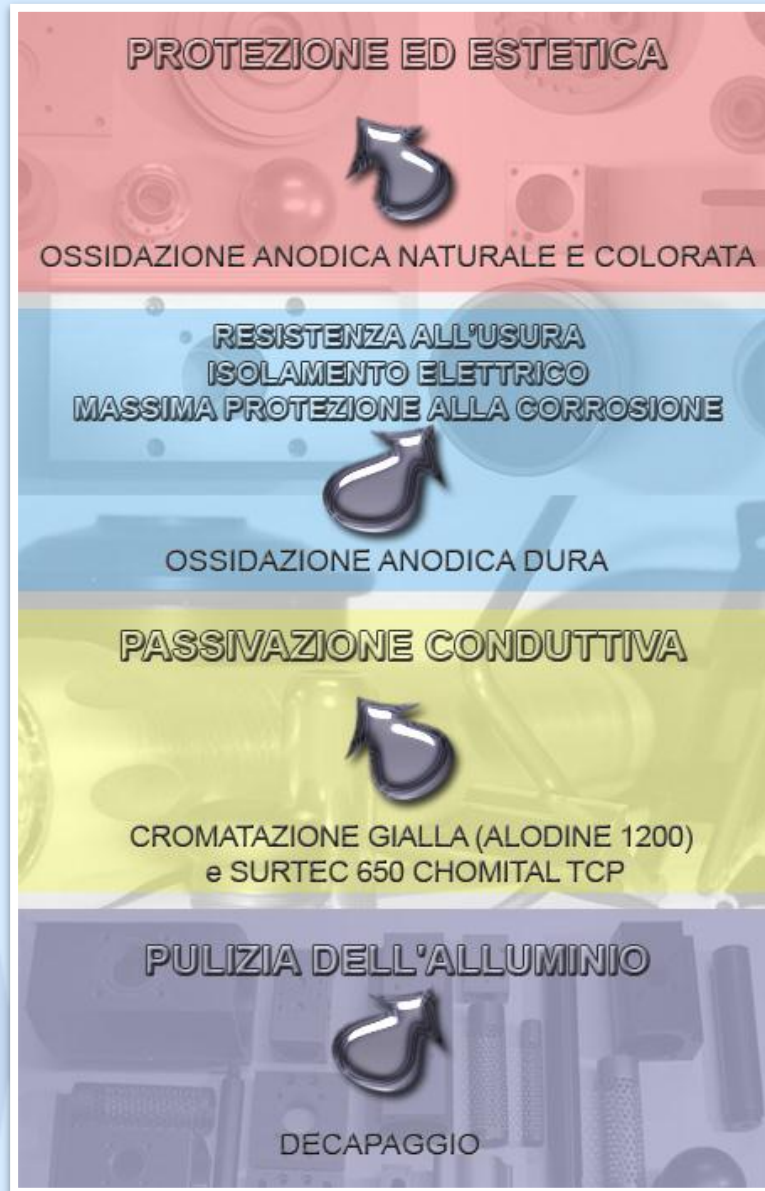 PROTEZIONE ED ESTETICA
OSSIDAZIONE ANODICA NATURALE E COLORATA
RESISTENZA ALL'USURA
ISOLAMENTO ELETTRICO
MASSIMA PROTEZIONE ALLA CORROSIONE
OSSIDAZIONE ANODICA DURA
PASSIVAZIONE CONDUTTIVA
CROMATAZIONE GIALLA (ALODINE 1200)
e SURTEC 650 CHOMITAL TCP
PULIZIA DELL'ALLUMINIO
DECAPAGGIO